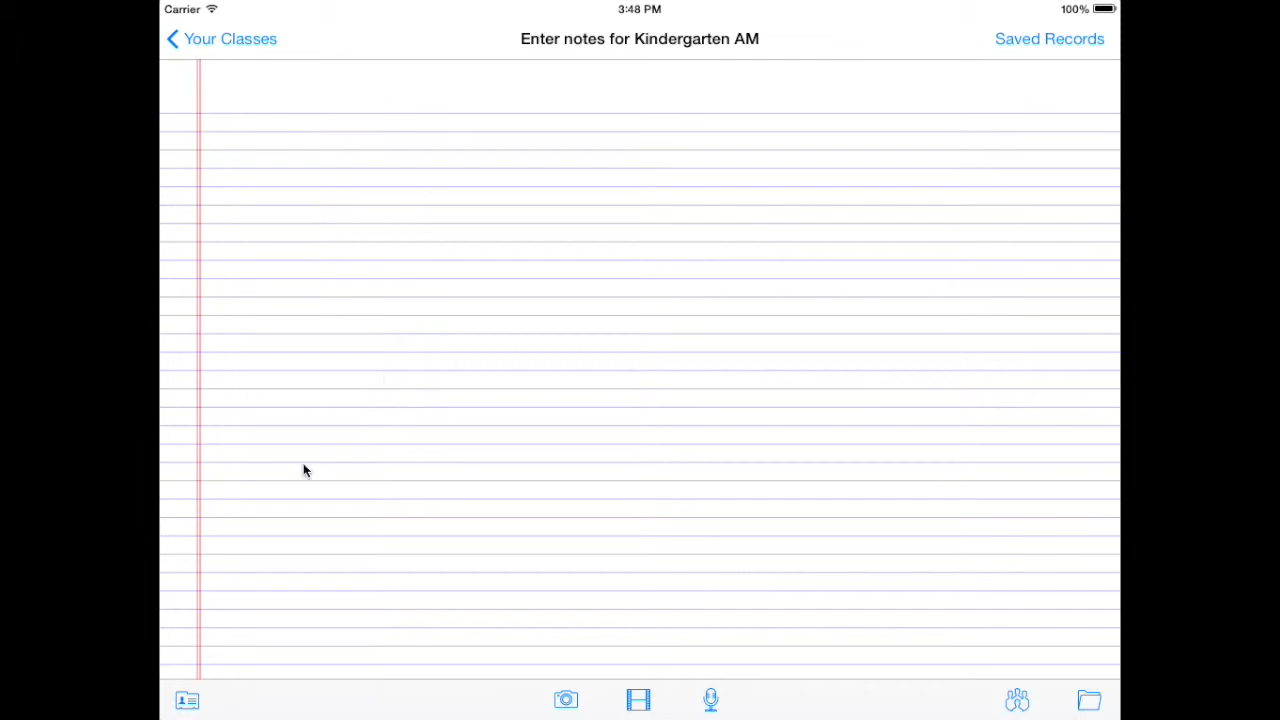 Carrier 3:48 PM 100%
Your Classes Enter notes for Kindergarten AM Saved Records